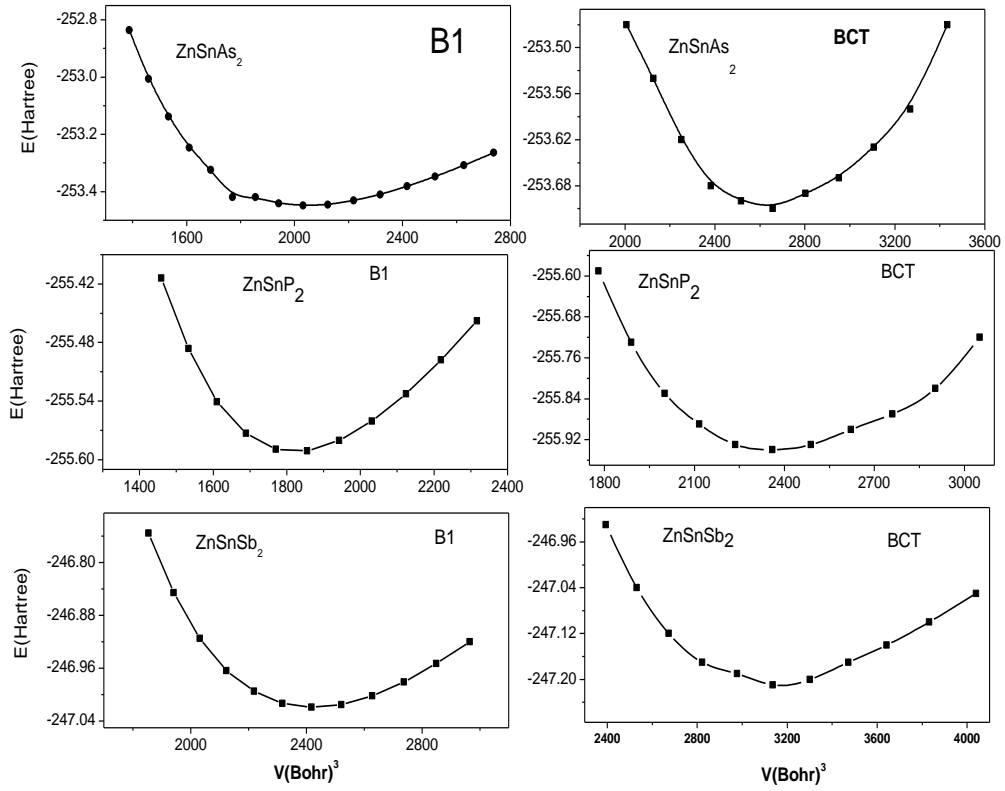 ZnSnAs2
B1
E(Hartree)
-252.8
-253.0
-253.2
-253.4
1600 2000 2400 2800
ZnSnAs2
BCT
-253.50
-253.56
-253.62
-253.68
2000 2400 2800 3200 3600
ZnSnP2
B1
E(Hartree)
-255.42
-255.48
-255.54
-255.60
1400 1600 1800 2000 2200 2400
ZnSnP2
BCT
-255.60
-255.68
-255.76
-255.84
-255.92
1800 2100 2400 2700 3000
ZnSnSb2
B1
E(Hartree)
-246.80
-246.88
-246.96
-247.04
2000 2400 2800
V(Bohr)3
ZnSnSb2
BCT
-246.96
-247.04
-247.12
-247.20
2400 2800 3200 3600 4000
V(Bohr)3